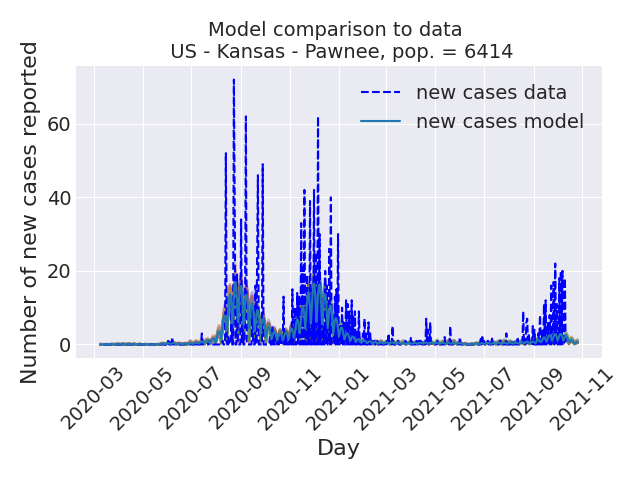 Model comparison to data
US - Kansas - Pawnee, pop. = 6414
Number of new cases reported
60
40
20
0
new cases data
new cases model
2020-03
2020-05
2020-07
2020-09
2020-11
2021-01
2021-03
2021-05
2021-07
2021-09
2021-11
Day